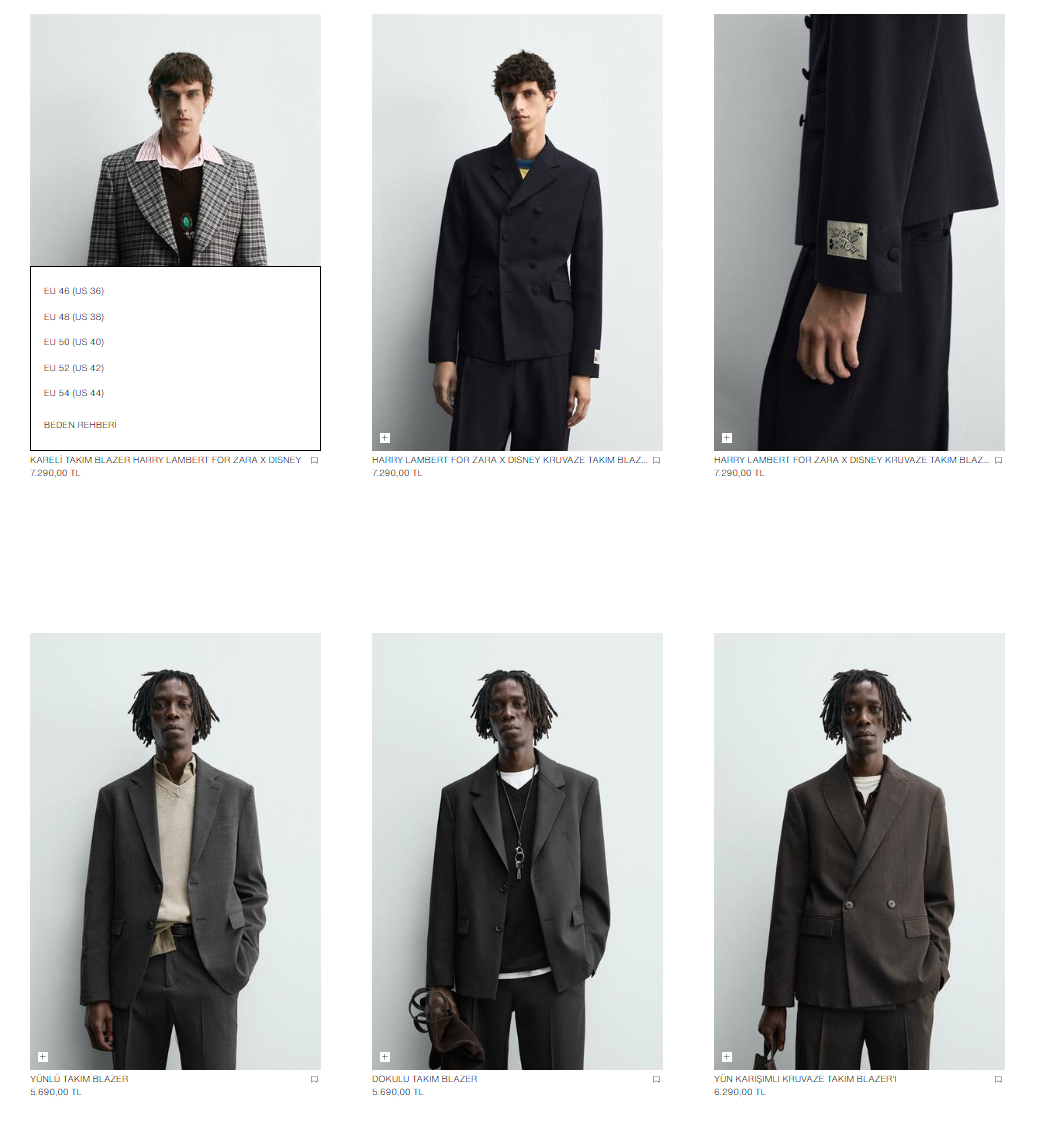 EU 46 (US 36)
EU 48 (US 38)
EU 50 (US 40)
EU 52 (US 42)
EU 54 (US 44)
BEDEN REHBERİ
KARELİ TAKIM BLAZER HARRY LAMBERT FOR ZARA X DISNEY
7.290,00 TL
HARRY LAMBERT FOR ZARA X DISNEY KRUVAZE TAKIM BLAZ...
7.290,00 TL
HARRY LAMBERT FOR ZARA X DISNEY KRUVAZE TAKIM BLAZ...
7.290,00 TL
YÜNLÜ TAKIM BLAZER
5.690,00 TL
DOKULU TAKIM BLAZER
5.690,00 TL
YÜN KARIŞIMLI KRUVAZE TAKIM BLAZER'I
6.290,00 TL